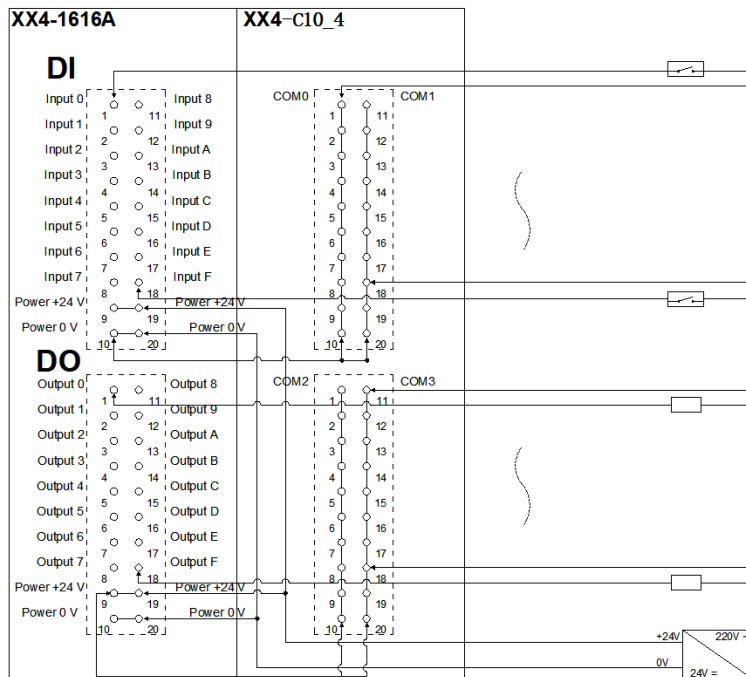 XX4-1616A XX4-C10_4
DI
Input 0 Input 8 COM0 COM1
1 11 1 11
Input 1 Input 9
2 12 2 12
Input 2 Input A
3 13 3 13
Input 3 Input B
4 14 4 14
Input 4 Input C
5 15 5 15
Input 5 Input D
6 16 6 16
Input 6 Input E
7 17 7 17
Input 7 Input F
8 18 8 18
Power +24 V Power +24 V
9 19 9 19
Power 0 V Power 0 V
10 20 10 20
DO
Output 0 Output 8 COM2 COM3
1 11 1 11
Output 1 Output 9
2 12 2 12
Output 2 Output A
3 13 3 13
Output 3 Output B
4 14 4 14
Output 4 Output C
5 15 5 15
Output 5 Output D
6 16 6 16
Output 6 Output E
7 17 7 17
Output 7 Output F
8 18 8 18
Power +24 V Power +24 V
9 19 9 19
Power 0 V Power 0 V
10 20 10 20
+24V 220V ~
0V
24V =